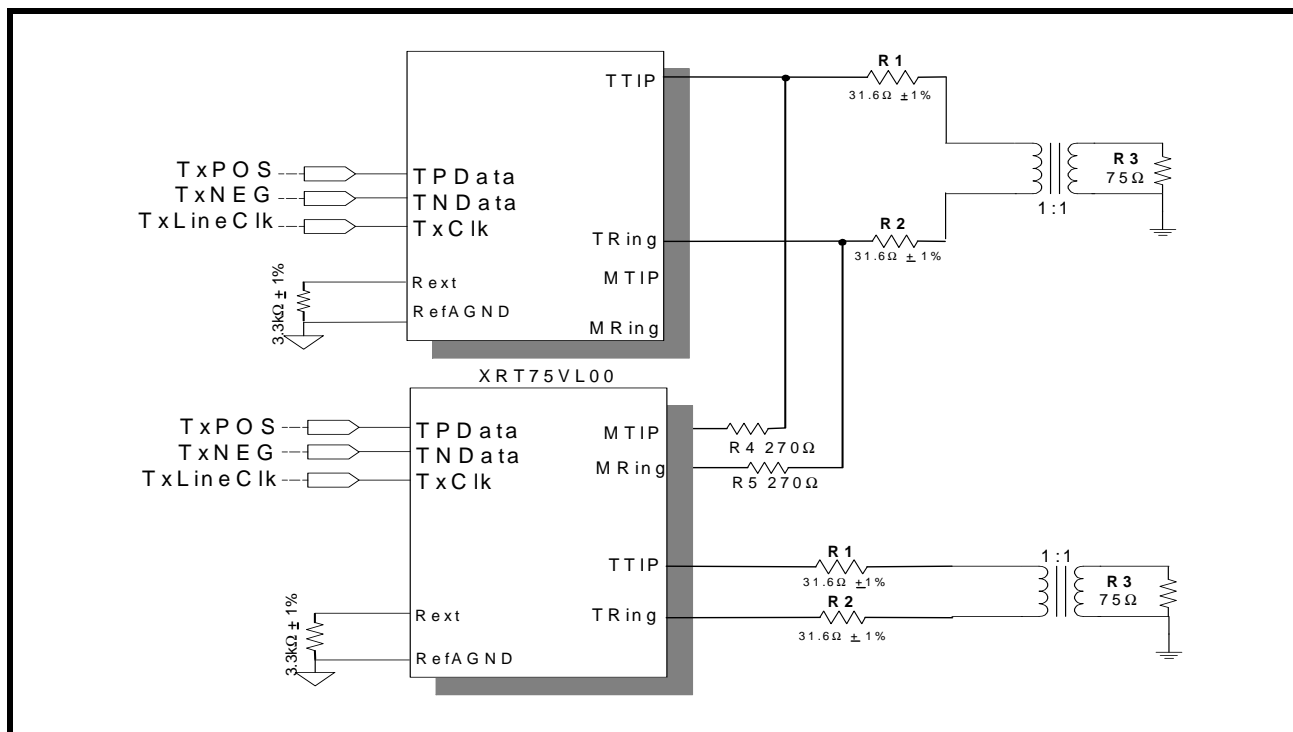 TTIP
R1
31.6Ω ±1%
TxPOS
TPData
R3
75Ω
TxNEG
TNData
TxLineClk
TxClk
1:1
R2
31.6Ω ± 1%
TRing
MTIP
3.3kΩ ± 1%
Rext
RefAGND
MRing
XRT75VL00
TxPOS
TPData
MTIP
R4 270Ω
TxNEG
TNData
MRing
TxLineClk
TxClk
R5 270Ω
TTIP
R1
31.6Ω ±1%
1:1
R3
75Ω
3.3kΩ ± 1%
Rext
TRing
R2
31.6Ω ± 1%
RefAGND